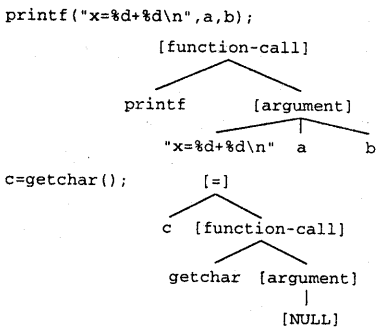 printf("x=%d+%d\n",a,b);
[function-call]
printf [argument]
"x=%d+%d\n" a b
c=getchar(); [=]
c [function-call]
getchar [argument]
[NULL]